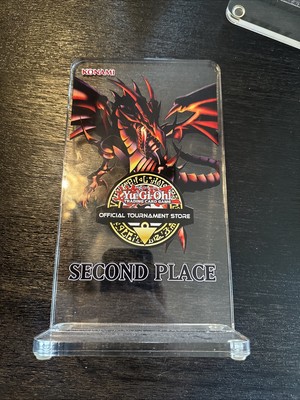 KONAMI
Yu-Gi-Oh!
TRADING CARD GAME
OFFICIAL TOURNAMENT STORE
SECOND PLACE